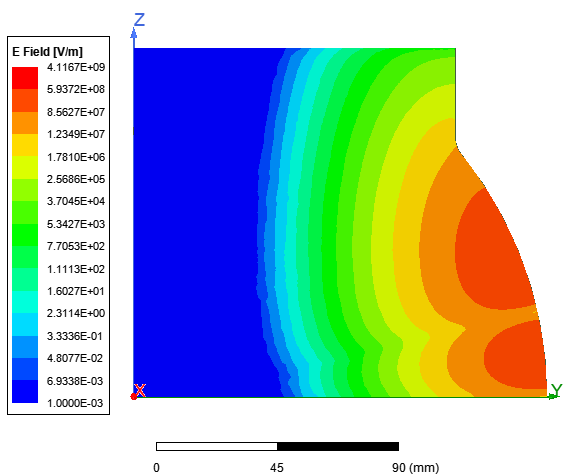 Z
E Field [V/m]
4.1167E+09
5.9372E+08
8.5627E+07
1.2349E+07
1.7810E+06
2.5685E+05
3.7045E+04
5.3427E+03
7.7053E+02
1.1113E+02
1.6027E+01
2.3114E+00
3.3336E-01
4.8077E-02
6.9338E-03
1.0000E-03
X
Y
0 45 90 (mm)